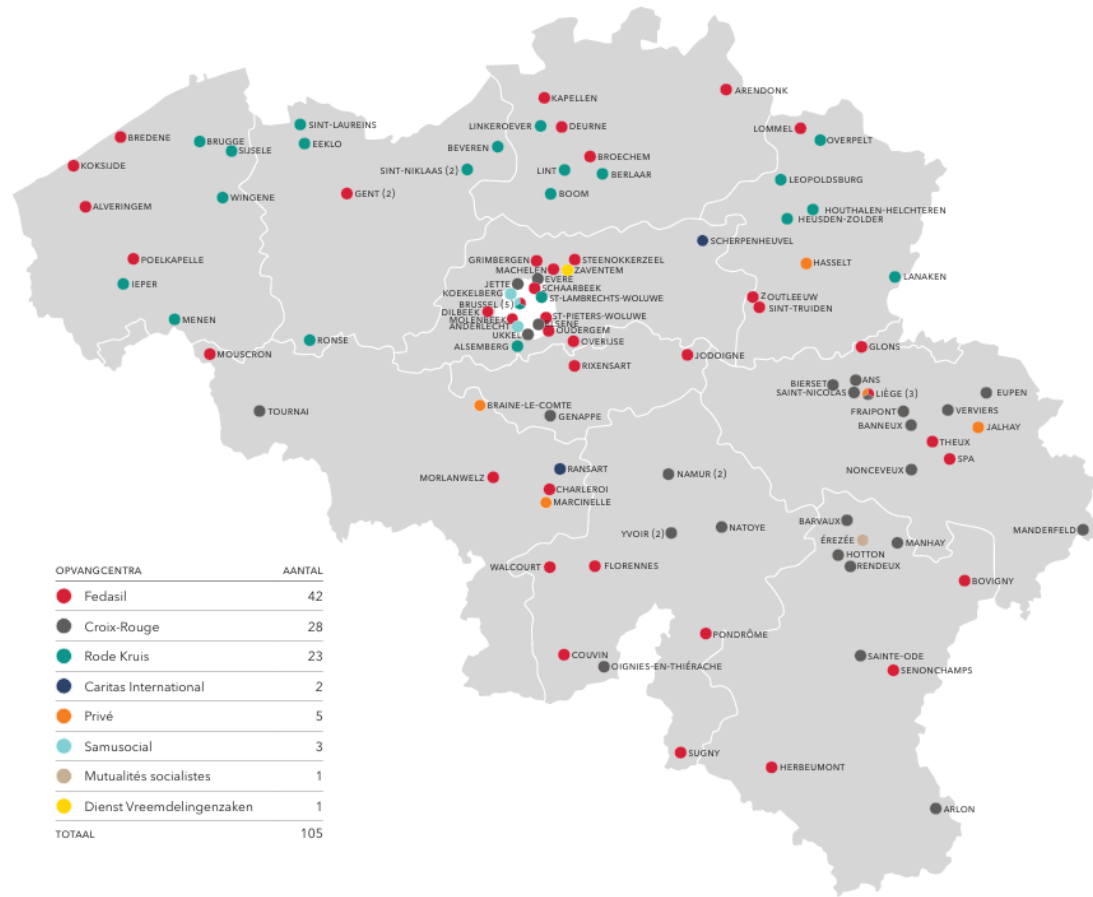 KAPELLEN
ARENDONK
LINKEROEVER
DEURNE
LOMMEL
OVERPELT
SINT-LAUREINS
BREDENE
BRUGGE
EEKLO
SIJSELE
BEVEREN
BROECHEM
KOKSIJDE
SINT-NIKLAAS (2)
LINT
BERLAAR
LEOPOLDSBURG
WINGENE
GENT (2)
BOOM
ALVERINGEM
HOUTHALEN-HELCHTEREN
HEUSDEN-ZOLDER
SCHERPENHEUVEL
POELKAPELLE
GRIMBERGEN
STEENOKKERZEEL
MACHELEN
ZAVENTEM
HASSELT
EVERE
LANAKEN
IEPER
JETTE
SCHAARBEEK
KOEKELBERG
ST-LAMBRECHTS-WOLUWE
BRUSSEL (5)
ZOUTLEEUW
SINT-TRUIDEN
DILBEEK
MOLENBEEK
ST-PIETERS-WOLUWE
MENEN
ANDERLECHT
ELSENE
OUDERGEM
UKKEL
RONSE
ALSEMBERG
OVERIJSE
GLONS
MOUSCRON
JODOIGNE
RIXENSART
ANS
BIERSET
SAINT-NICOLAS
LIÈGE (3)
EUPEN
BRAINE-LE-COMTE
TOURNAI
GENAPPE
FRAIPONT
VERVIERS
BANNEUX
JALHAY
THEUX
SPA
RANSART
NONCEVEUX
MORLANWELZ
NAMUR (2)
CHARLEROI
MARCINELLE
BARVAUX
NATOYE
MANDERFELD
YVOIR (2)
ÉREZÉE
MANHAY
HOTTON
RENDEUX
WALCOURT
FLORENNES
BOVIGNY
PONDRÔME
COUVIN
SAINTE-ODE
OIGNIES-EN-THIÉRACHE
SENONCHAMPS
SUGNY
HERBEUMONT
ARLON
OPVANGCENTRA AANTAL
Fedasil 42
Croix-Rouge 28
Rode Kruis 23
Caritas International 2
Privé 5
Samusocial 3
Mutualités socialistes 1
Dienst Vreemdelingenzaken 1
TOTAAL 105